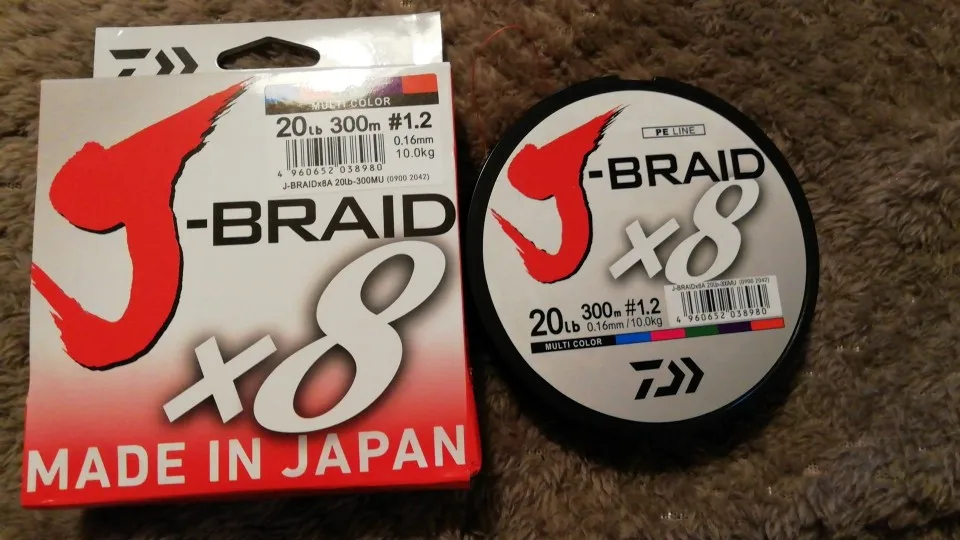 MULTI COLOR
20lb 300m #1.2
0.16mm
10.0kg
4 960652 038980
J-BRAIDx8A 20lb-300MU (0900 2042)
J-BRAID
x8
MADE IN JAPAN
PE LINE
J-BRAID
x8
J-BRAIDx8A 20lb-300MU (0900 2042)
4 960652 038980
20lb 300m #1.2
0.16mm/10.0kg
MULTI COLOR